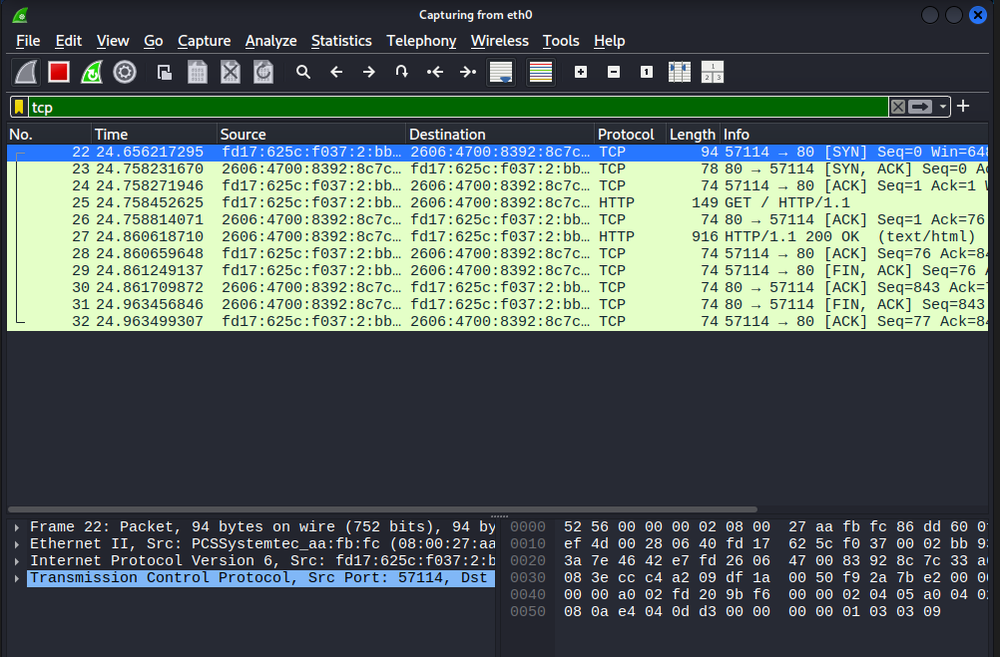 Capturing from eth0
File Edit View Go Capture Analyze Statistics Telephony Wireless Tools Help
tcp
No. Time Source Destination Protocol Length Info
22 24.656217295 fd17:625c:f037:2:bb… 2606:4700:8392:8c7c… TCP 94 57114 → 80 [SYN] Seq=0 Win=648
23 24.758231670 2606:4700:8392:8c7c… fd17:625c:f037:2:bb… TCP 78 80 → 57114 [SYN, ACK] Seq=0
24 24.758271946 fd17:625c:f037:2:bb… 2606:4700:8392:8c7c… TCP 74 57114 → 80 [ACK] Seq=1 Ack=1
25 24.758452625 fd17:625c:f037:2:bb… 2606:4700:8392:8c7c… HTTP 149 GET / HTTP/1.1
26 24.758814071 2606:4700:8392:8c7c… fd17:625c:f037:2:bb… TCP 74 80 → 57114 [ACK] Seq=1 Ack=76
27 24.860618710 2606:4700:8392:8c7c… fd17:625c:f037:2:bb… HTTP 916 HTTP/1.1 200 OK (text/html)
28 24.860659648 fd17:625c:f037:2:bb… 2606:4700:8392:8c7c… TCP 74 57114 → 80 [ACK] Seq=76 Ack=84
29 24.861249137 fd17:625c:f037:2:bb… 2606:4700:8392:8c7c… TCP 74 57114 → 80 [FIN, ACK] Seq=76
30 24.861709872 2606:4700:8392:8c7c… fd17:625c:f037:2:bb… TCP 74 80 → 57114 [ACK] Seq=843 Ack=
31 24.963456846 2606:4700:8392:8c7c… fd17:625c:f037:2:bb… TCP 74 80 → 57114 [FIN, ACK] Seq=843
32 24.963499307 fd17:625c:f037:2:bb… 2606:4700:8392:8c7c… TCP 74 57114 → 80 [ACK] Seq=77 Ack=84
Frame 22: Packet, 94 bytes on wire (752 bits), 94 by
Ethernet II, Src: PCSSystemtec_aa:fb:fc (08:00:27:aa
Internet Protocol Version 6, Src: fd17:625c:f037:2:b
Transmission Control Protocol, Src Port: 57114, Dst
0000 52 56 00 00 00 02 08 00 27 aa fb fc 86 dd 60 0
0010 ef 4d 00 28 06 40 fd 17 62 5c f0 37 00 02 bb 9
0020 3a 7e 46 42 e7 fd 26 06 47 00 83 92 8c 7c 33 a
0030 08 3e cc c4 a2 09 df 1a 00 50 f9 2a 7b e2 00 0
0040 00 00 a0 02 fd 20 9b f6 00 00 02 04 05 a0 04 0
0050 08 0a e4 04 0d d3 00 00 00 00 01 03 03 09